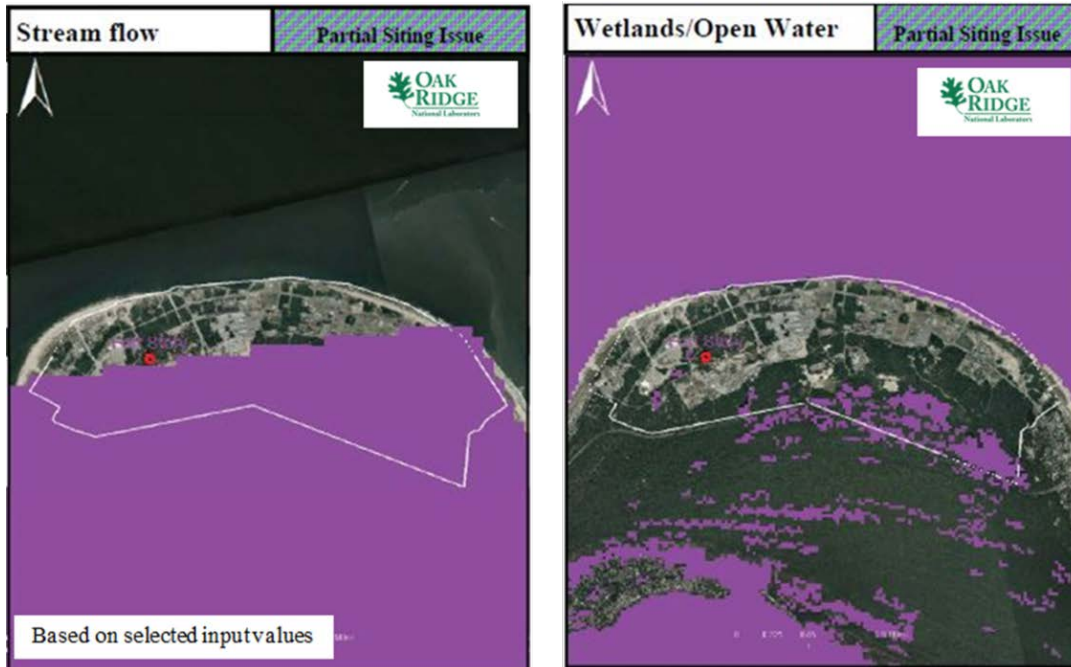 Stream flow
Partial Siting Issue
OAK
RIDGE
National Laboratory
Based on selected input values
Wetlands/Open Water
Partial Siting Issue
OAK
RIDGE
National Laboratory